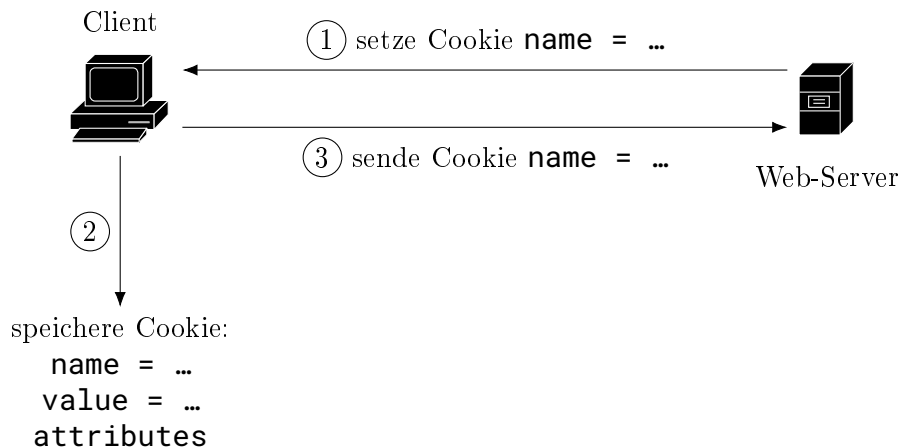 Client
1 setze Cookie name = …
3 sende Cookie name = …
Web-Server
2
speichere Cookie:
name = …
value = …
attributes